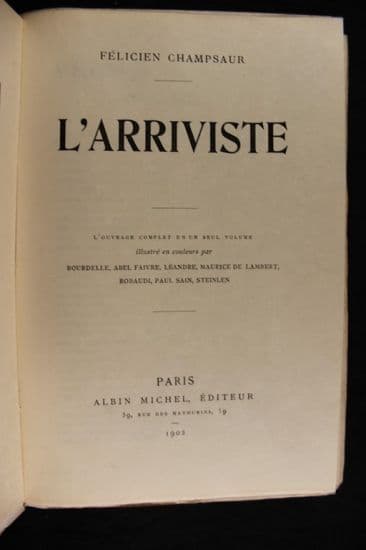 FÉLICIEN CHAMPSAUR
L'ARRIVISTE
L'OUVRAGE COMPLET EN UN SEUL VOLUME
illustré en couleurs par
BOURDELLE, ABEL FAIVRE, LÉANDRE, MAURICE DE LAMBERT,
ROBAUDI, PAUL SAIN, STEINLEN
PARIS
ALBIN MICHEL, ÉDITEUR
59, RUE DES MATHURINS, 59
1902